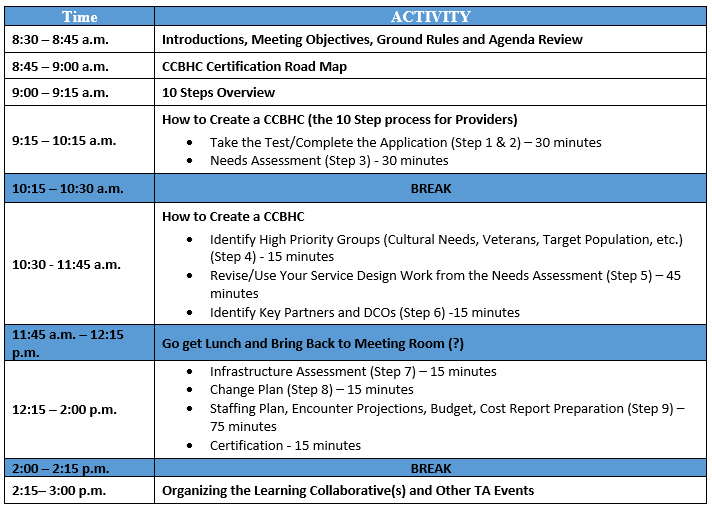 Time ACTIVITY
8:30 – 8:45 a.m. Introductions, Meeting Objectives, Ground Rules and Agenda Review
8:45 – 9:00 a.m. CCBHC Certification Road Map
9:00 – 9:15 a.m. 10 Steps Overview
9:15 – 10:15 a.m.
How to Create a CCBHC (the 10 Step process for Providers)
• Take the Test/Complete the Application (Step 1 & 2) – 30 minutes
• Needs Assessment (Step 3) - 30 minutes
10:15 – 10:30 a.m. BREAK
10:30 - 11:45 a.m.
How to Create a CCBHC
• Identify High Priority Groups (Cultural Needs, Veterans, Target Population, etc.)
(Step 4) - 15 minutes
• Revise/Use Your Service Design Work from the Needs Assessment (Step 5) – 45
minutes
• Identify Key Partners and DCOs (Step 6) -15 minutes
11:45 a.m. – 12:15
p.m.
Go get Lunch and Bring Back to Meeting Room (?)
12:15 – 2:00 p.m.
• Infrastructure Assessment (Step 7) – 15 minutes
• Change Plan (Step 8) – 15 minutes
• Staffing Plan, Encounter Projections, Budget, Cost Report Preparation (Step 9) –
75 minutes
• Certification - 15 minutes
2:00 – 2:15 p.m. BREAK
2:15– 3:00 p.m. Organizing the Learning Collaborative(s) and Other TA Events